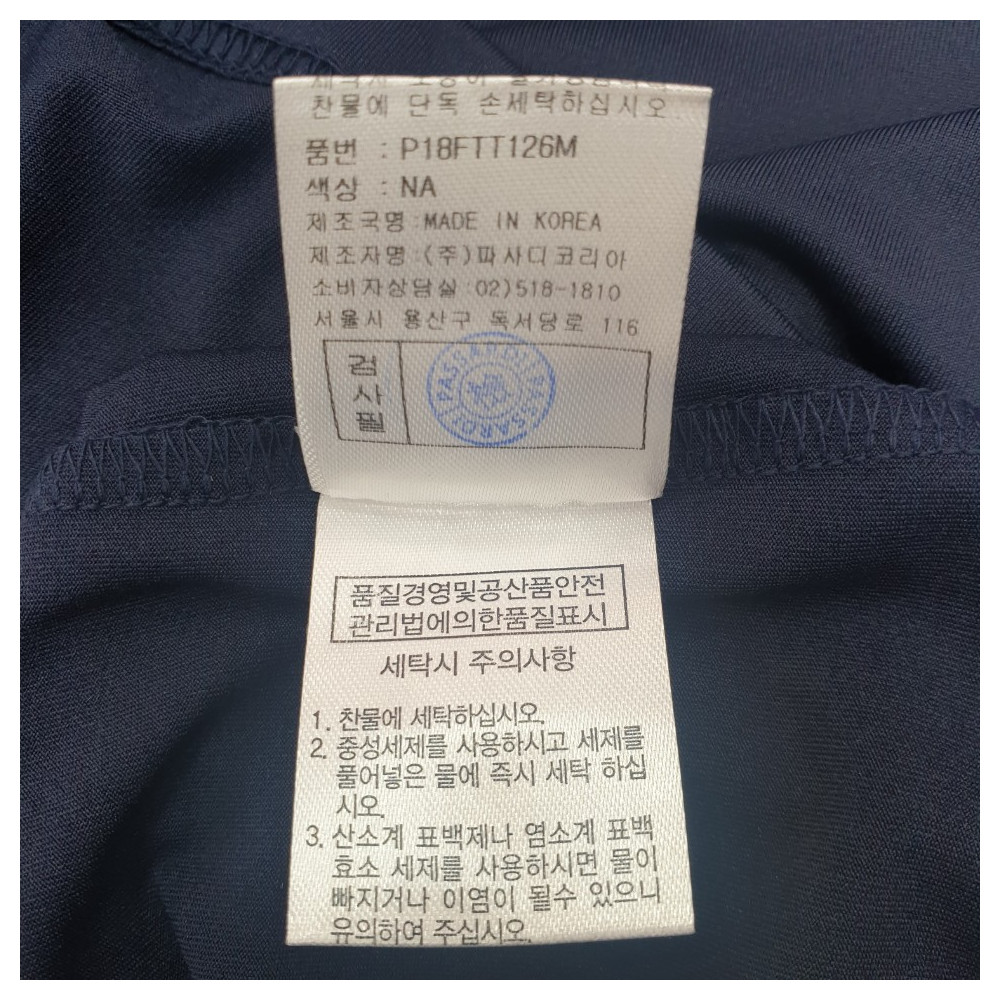 찬물에 단독 손세탁하십시오
품번 : P18FTT126M
색상 : NA
제조국명:MADE IN KOREA
제조자명:(주)파사디코리아
소비자상담실:02)518-1810
서울시 용산구 독서당로 116
검
사
필
PASSARDI PASSARDI
품질경영및공산품안전
관리법에의한품질표시
세탁시 주의사항
1. 찬물에 세탁하십시오.
2. 중성세제를 사용하시고 세제를
풀어넣은 물에 즉시 세탁 하십
시오.
3. 산소계 표백제나 염소계 표백
효소 세제를 사용하시면 물이
빠지거나 이염이 될수 있으니
유의하여 주십시오.